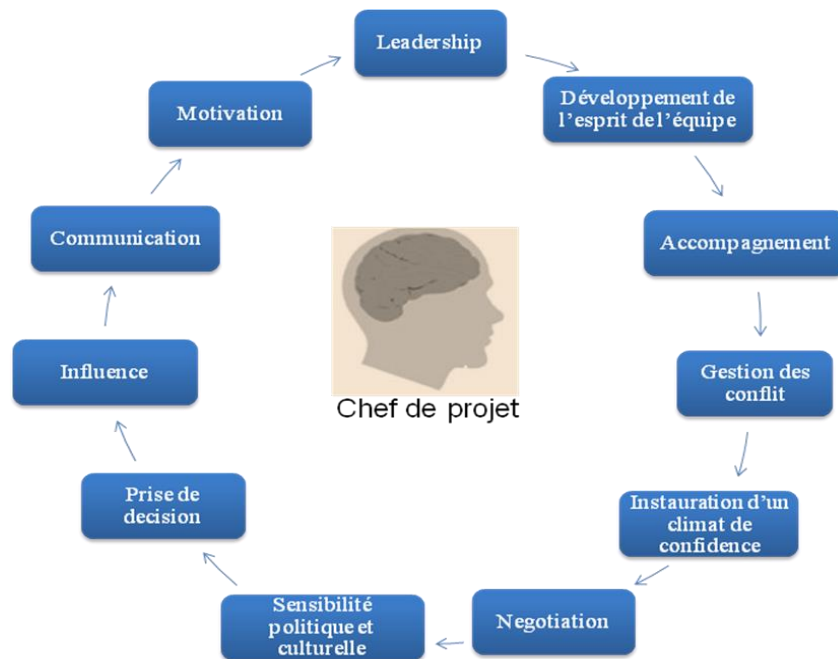 Leadership
Développement de
l'esprit de l'équipe
Accompagnement
Gestion des
conflit
Instauration d'un
climat de
confidence
Negotiation
Sensibilité
politique et
culturelle
Prise de
decision
Influence
Communication
Motivation
Chef de projet